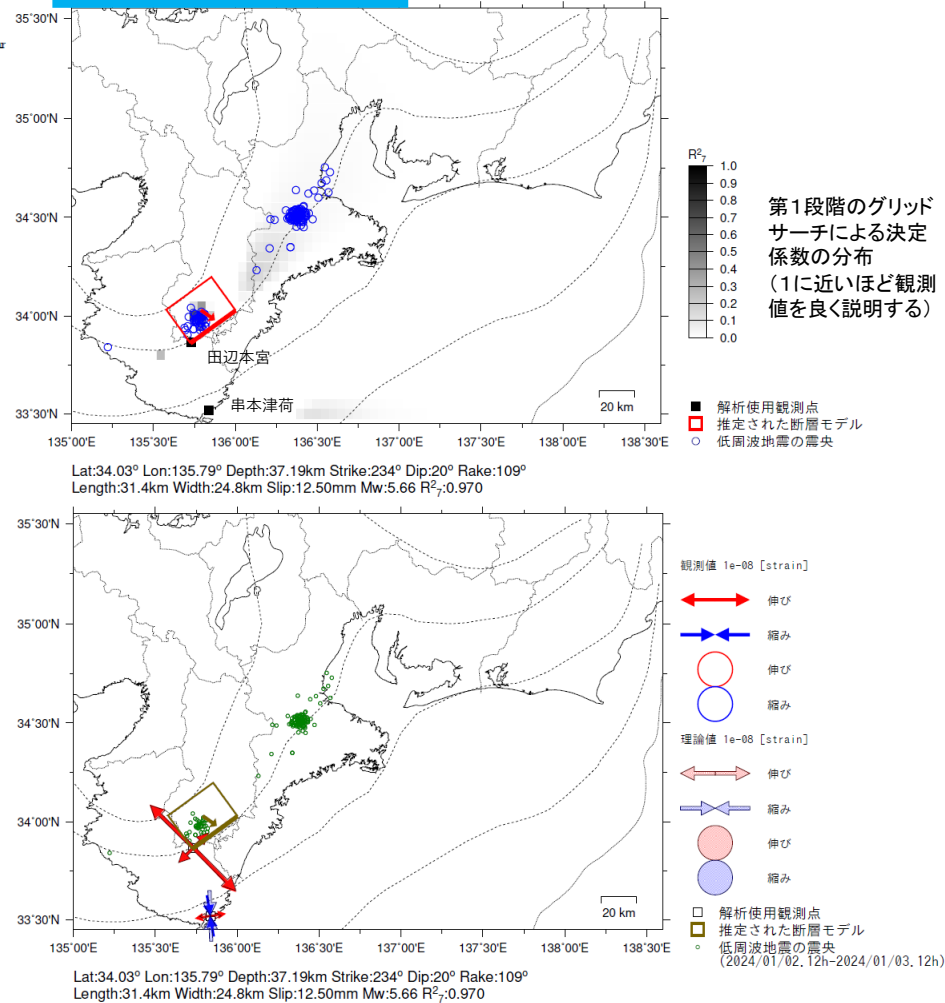 35°30'N
35°00'N
34°30'N
34°00'N
33°30'N
135°00'E
135°30'E
136°00'E
136°30'E
137°00'E
137°30'E
138°00'E
138°30'E
田辺本宮
串本津荷
20 km
R²₇
1.0
0.9
0.8
0.7
0.6
0.5
0.4
0.3
0.2
0.1
0.0
第1段階のグリッド
サーチによる決定
係数の分布
(1に近いほど観測
値を良く説明する)
解析使用観測点
推定された断層モデル
低周波地震の震央
Lat:34.03° Lon:135.79° Depth:37.19km Strike:234° Dip:20° Rake:109°
Length:31.4km Width:24.8km Slip:12.50mm Mw:5.66 R²₇:0.970
35°30'N
35°00'N
34°30'N
34°00'N
33°30'N
135°00'E
135°30'E
136°00'E
136°30'E
137°00'E
137°30'E
138°00'E
138°30'E
20 km
観測値 1e-08 [strain]
伸び
縮み
伸び
縮み
理論値 1e-08 [strain]
伸び
縮み
伸び
縮み
解析使用観測点
推定された断層モデル
低周波地震の震央
(2024/01/02.12h-2024/01/03.12h)
Lat:34.03° Lon:135.79° Depth:37.19km Strike:234° Dip:20° Rake:109°
Length:31.4km Width:24.8km Slip:12.50mm Mw:5.66 R²₇:0.970